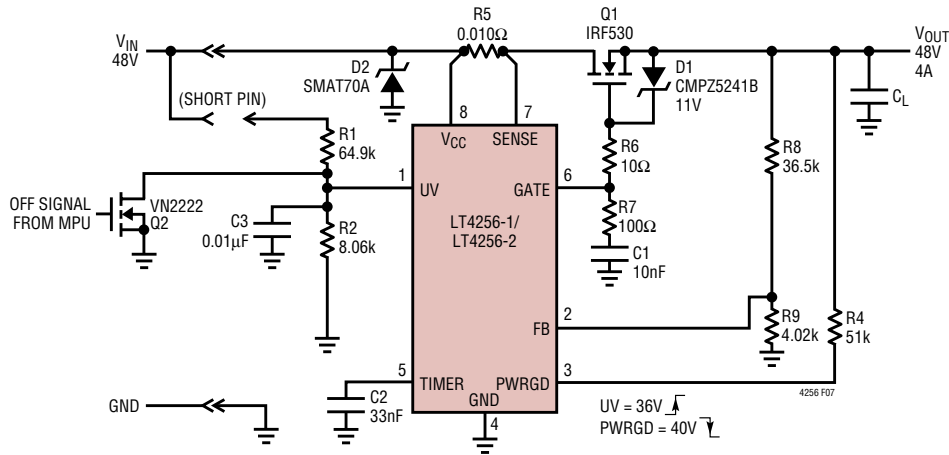 R5
0.010Ω
Q1
IRF530
VIN
48V
VOUT
48V
4A
D2
SMAT70A
D1
CMPZ5241B
11V
CL
(SHORT PIN)
R1
64.9k
8
7
VCC
SENSE
R6
10Ω
R8
36.5k
1
UV
GATE
6
OFF SIGNAL
FROM MPU
VN2222
Q2
C3
0.01µF
R2
8.06k
LT4256-1/
LT4256-2
R7
100Ω
C1
10nF
2
FB
R9
4.02k
R4
51k
5
TIMER
PWRGD
3
4256 F07
C2
33nF
GND
4
GND
UV = 36V
PWRGD = 40V